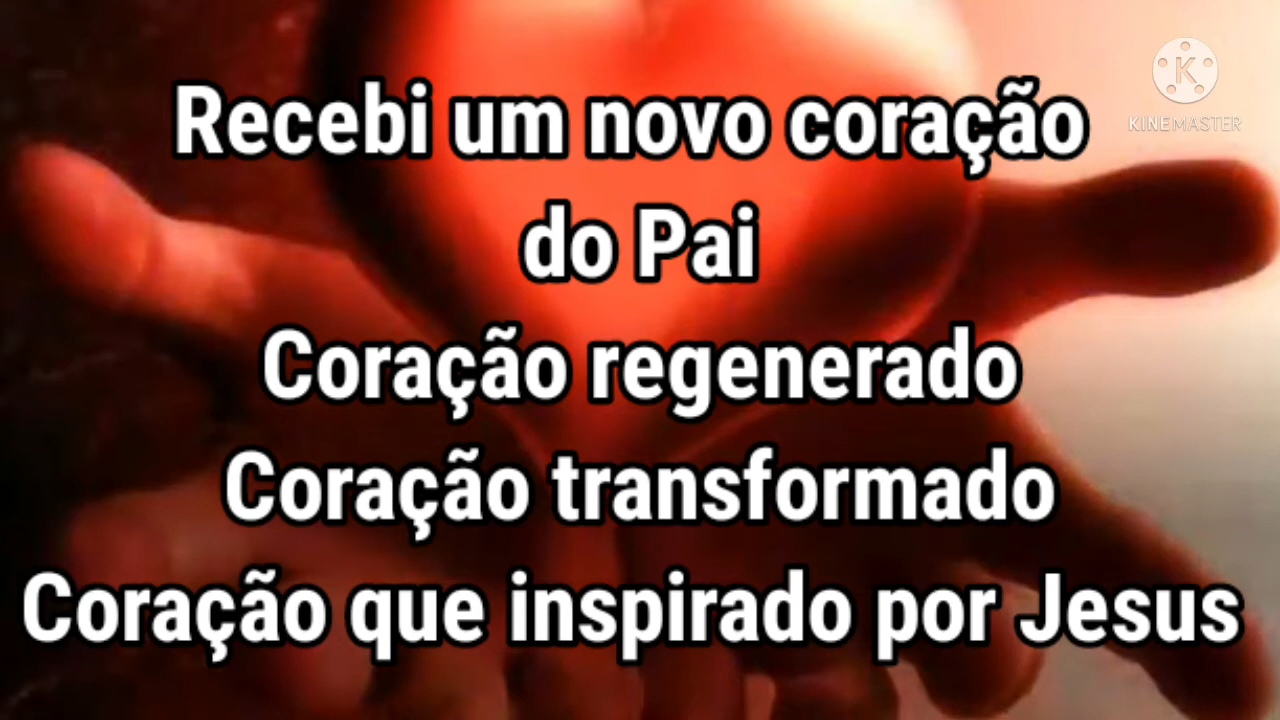 Recebi um novo coração
do Pai
Coração regenerado
Coração transformado
Coração que inspirado por Jesus
K
KINEMASTER